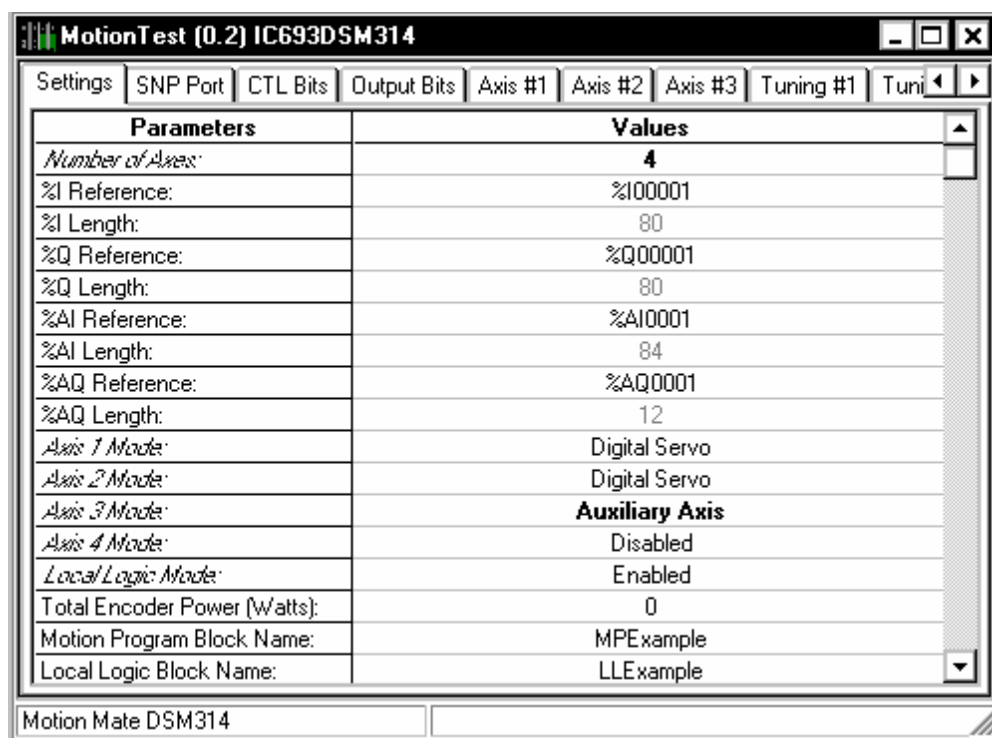 MotionTest (0.2) IC693DSM314
Settings SNP Port CTL Bits Output Bits Axis #1 Axis #2 Axis #3 Tuning #1 Tuni
Parameters Values
Number of Axes: 4
%I Reference: %I00001
%I Length: 80
%Q Reference: %Q00001
%Q Length: 80
%AI Reference: %AI0001
%AI Length: 84
%AQ Reference: %AQ0001
%AQ Length: 12
Axis 1 Mode: Digital Servo
Axis 2 Mode: Digital Servo
Axis 3 Mode: Auxiliary Axis
Axis 4 Mode: Disabled
Local Logic Mode: Enabled
Total Encoder Power (Watts): 0
Motion Program Block Name: MPExample
Local Logic Block Name: LLExample
Motion Mate DSM314